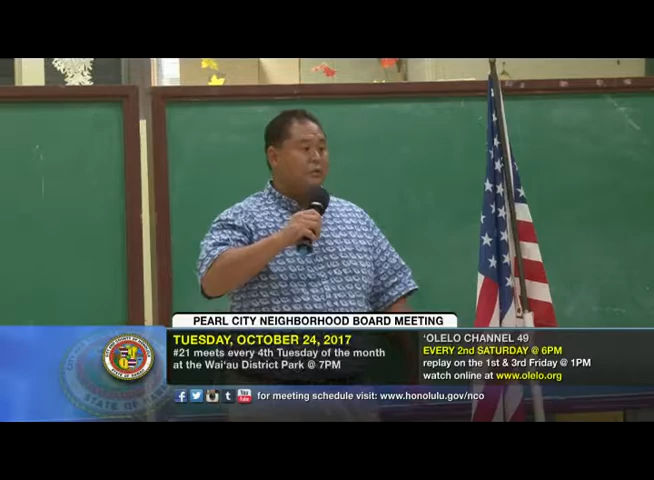 PEARL CITY NEIGHBORHOOD BOARD MEETING
TUESDAY, OCTOBER 24, 2017
#21 meets every 4th Tuesday of the month
at the Wai‘au District Park @ 7PM
‘OLELO CHANNEL 49
EVERY 2nd SATURDAY @ 6PM
replay on the 1st & 3rd Friday @ 1PM
watch online at www.olelo.org
for meeting schedule visit: www.honolulu.gov/nco